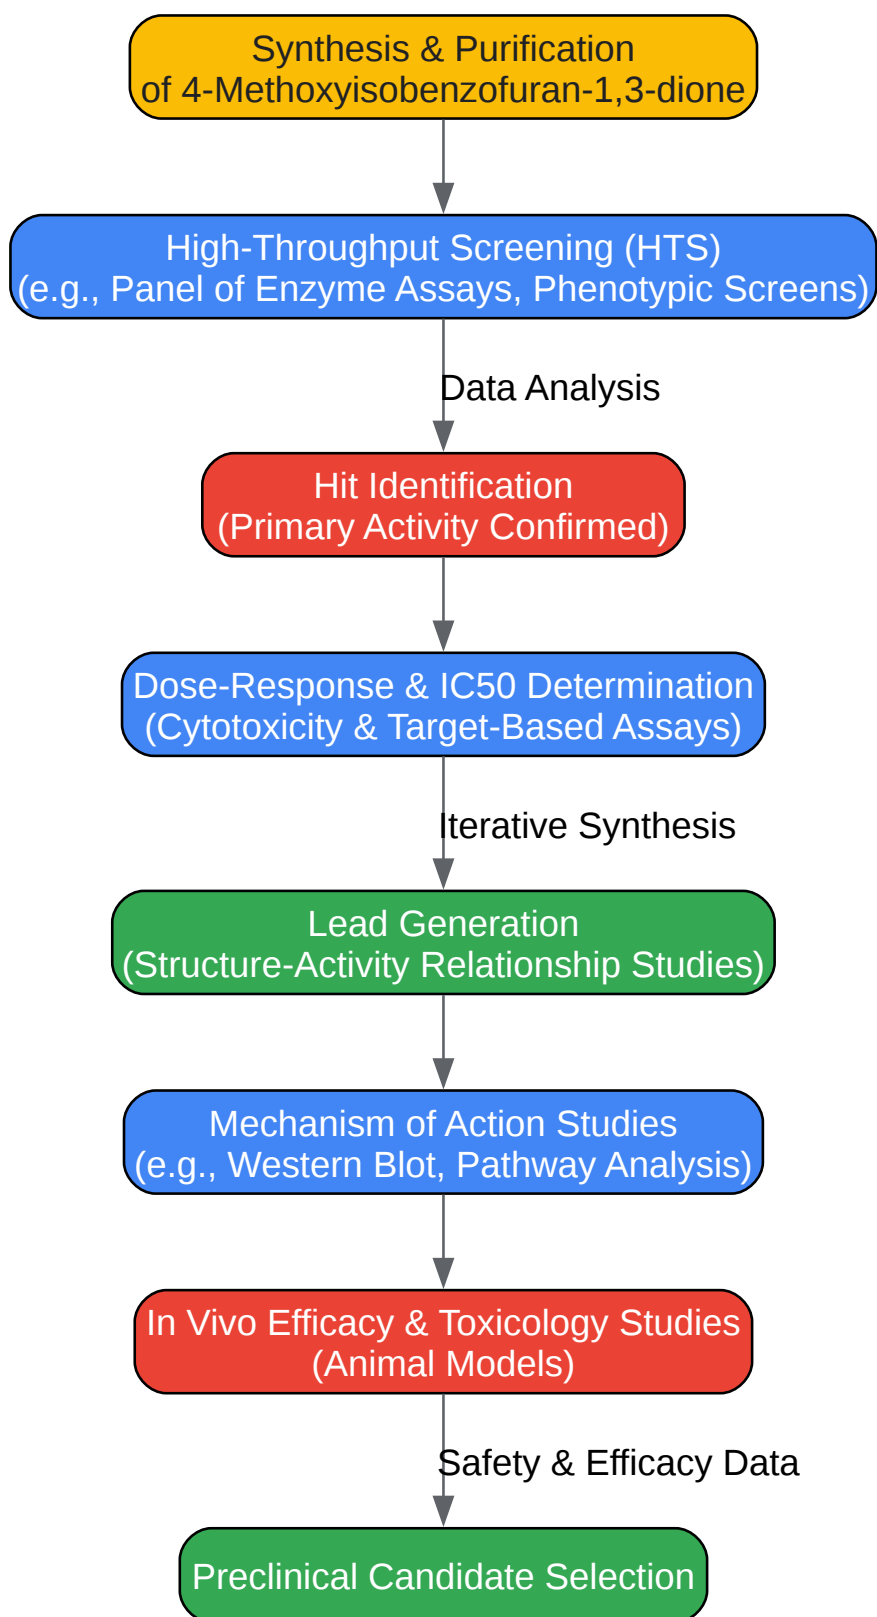 Synthesis & Purification
of 4-Methoxyisobenzofuran-1,3-dione
High-Throughput Screening (HTS)
(e.g., Panel of Enzyme Assays, Phenotypic Screens)
Data Analysis
Hit Identification
(Primary Activity Confirmed)
Dose-Response & IC50 Determination
(Cytotoxicity & Target-Based Assays)
Iterative Synthesis
Lead Generation
(Structure-Activity Relationship Studies)
Mechanism of Action Studies
(e.g., Western Blot, Pathway Analysis)
In Vivo Efficacy & Toxicology Studies
(Animal Models)
Safety & Efficacy Data
Preclinical Candidate Selection